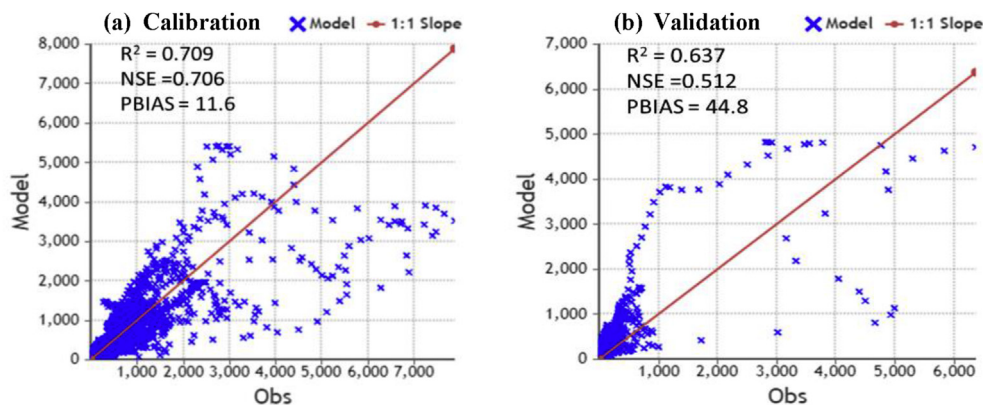 (a) Calibration
Model 1:1 Slope
R² = 0.709
NSE =0.706
PBIAS = 11.6
8,000
7,000
6,000
5,000
4,000
3,000
2,000
1,000
0
Model
1,000 2,000 3,000 4,000 5,000 6,000 7,000
Obs
(b) Validation
Model 1:1 Slope
R² = 0.637
NSE=0.512
PBIAS = 44.8
7,000
6,000
5,000
4,000
3,000
2,000
1,000
0
Model
1,000 2,000 3,000 4,000 5,000 6,000
Obs